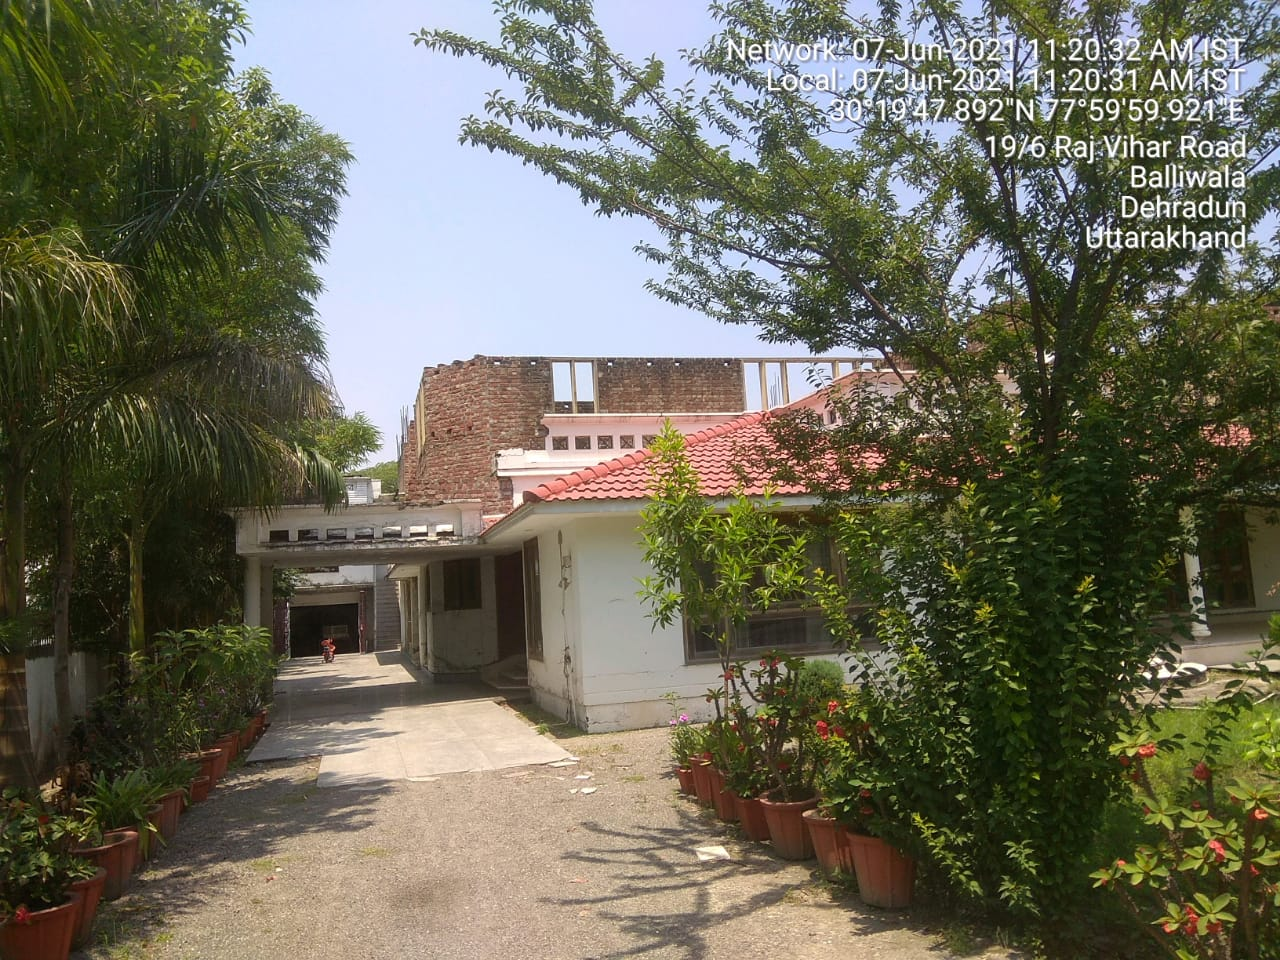 Network: 07-Jun-2021 11:20:32 AM IST
Local: 07-Jun-2021 11:20:31 AM IST
30°19'47.892"N 77°59'59.921"E
19/6 Raj Vihar Road
Balliwala
Dehradun
Uttarakhand